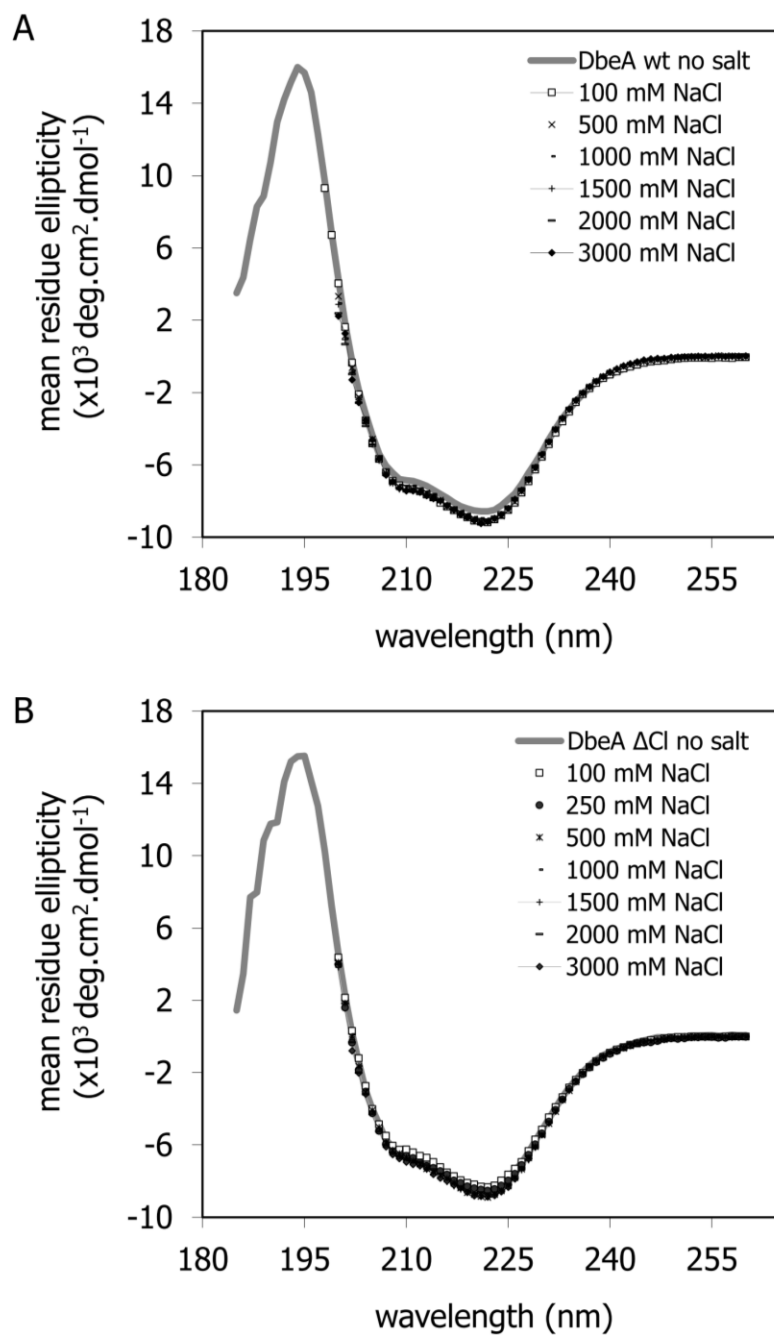 A
18
14
10
6
2
-2
-6
-10
180
195
210
225
240
255
mean residue ellipticity
(x10³ deg.cm².dmol⁻¹)
wavelength (nm)
DbeA wt no salt
100 mM NaCl
500 mM NaCl
1000 mM NaCl
1500 mM NaCl
2000 mM NaCl
3000 mM NaCl
B
18
14
10
6
2
-2
-6
-10
180
195
210
225
240
255
mean residue ellipticity
(x10³ deg.cm².dmol⁻¹)
wavelength (nm)
DbeA ΔCl no salt
100 mM NaCl
250 mM NaCl
500 mM NaCl
1000 mM NaCl
1500 mM NaCl
2000 mM NaCl
3000 mM NaCl